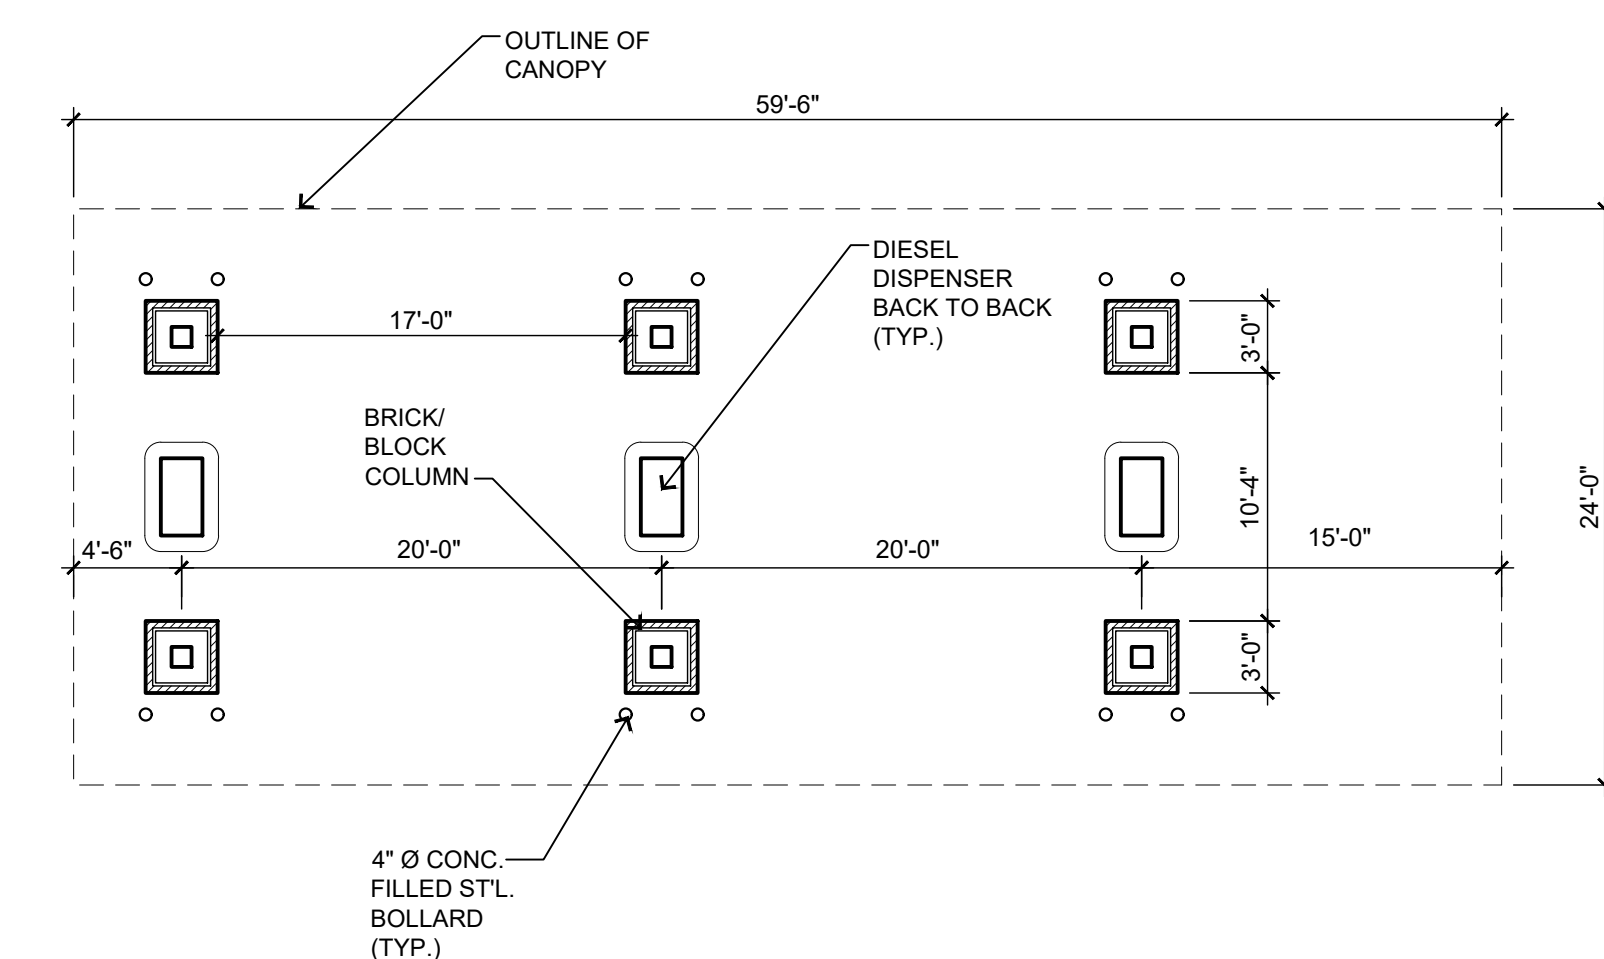 OUTLINE OF
CANOPY
59'-6"
DIESEL
DISPENSER
BACK TO BACK
(TYP.)
17'-0"
3'-0"
BRICK/
BLOCK
COLUMN
10'-4"
24'-0"
4'-6"
20'-0"
20'-0"
15'-0"
3'-0"
4" Ø CONC.
FILLED ST'L.
BOLLARD
(TYP.)